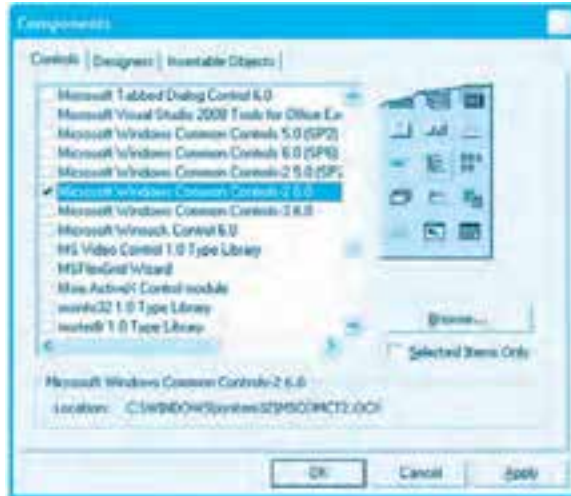 Components
Controls | Designers | Insertable Objects |
Microsoft Tabbed Dialog Control 6.0
Microsoft Visual Studio 2008 Tools for Office Ex
Microsoft Windows Common Controls 5.0 (SP2)
Microsoft Windows Common Controls 6.0 (SP6)
Microsoft Windows Common Controls-2 5.0 (SP2
Microsoft Windows Common Controls-2 6.0
Microsoft Windows Common Controls-3 6.0
Microsoft Winsock Control 6.0
MS Video Control 1.0 Type Library
MSFlexGrid Wizard
ActiveX Control module
1.0 Type Library
1.0 Type Library
Browse...
Selected Items Only
Microsoft Windows Common Controls-2 6.0
Location: C:\WINDOWS\system32\MSCOMCT2.OCX
OK
Cancel
Apply